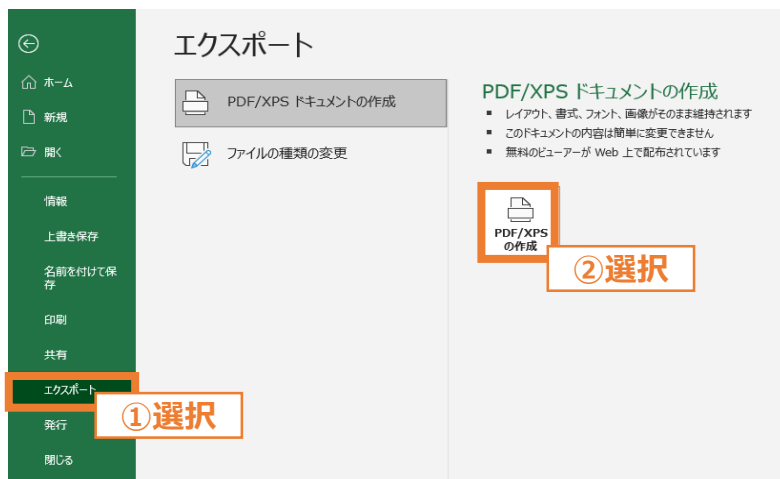 エクスポート
ホーム
新規
開く
情報
上書き保存
名前を付けて保
存
印刷
共有
エクスポート
①選択
発行
閉じる
PDF/XPS ドキュメントの作成
ファイルの種類の変更
PDF/XPS ドキュメントの作成
▪ レイアウト、書式、フォント、画像がそのまま維持されます
▪ このドキュメントの内容は簡単に変更できません
▪ 無料のビューアーが Web 上で配布されています
PDF/XPS
の作成
②選択